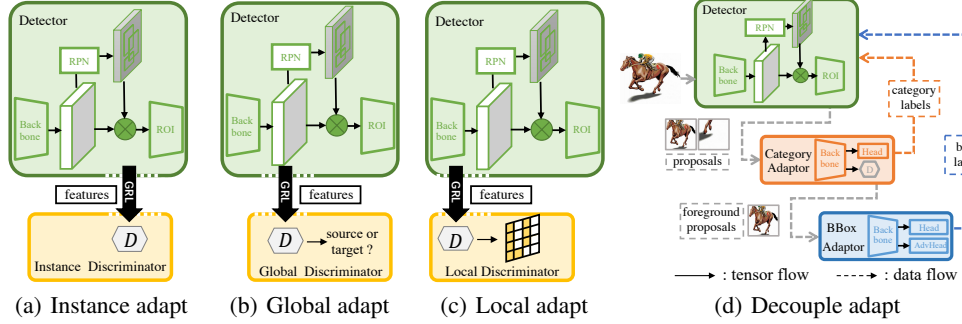 Detector
RPN
Back
bone
ROI
GRL
features
D
Instance Discriminator
(a) Instance adapt
Detector
RPN
Back
bone
ROI
GRL
features
D
source or
target ?
Global Discriminator
(b) Global adapt
Detector
RPN
Back
bone
ROI
GRL
features
D
Local Discriminator
(c) Local adapt
Detector
RPN
Back
bone
ROI
category
labels
proposals
Category
Adaptor
Back
bone
Head
D
foreground
proposals
BBox
Adaptor
Back
bone
Head
AdvHead
: tensor flow
: data flow
(d) Decouple adapt